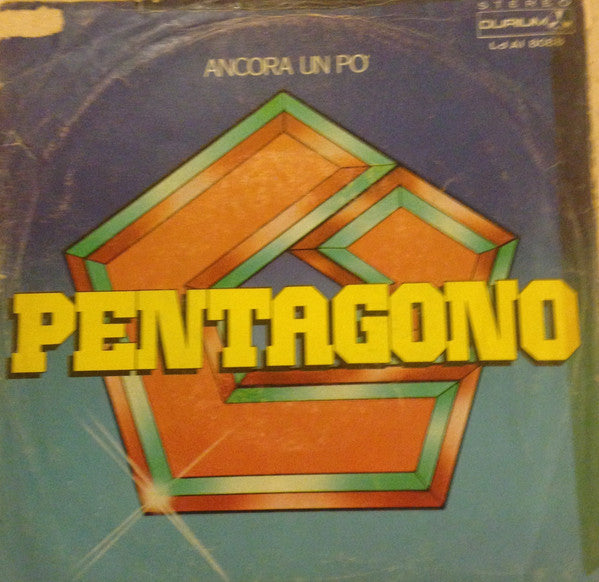 STEREO
DURIUM
ANCORA UN PO'
PENTAGONO